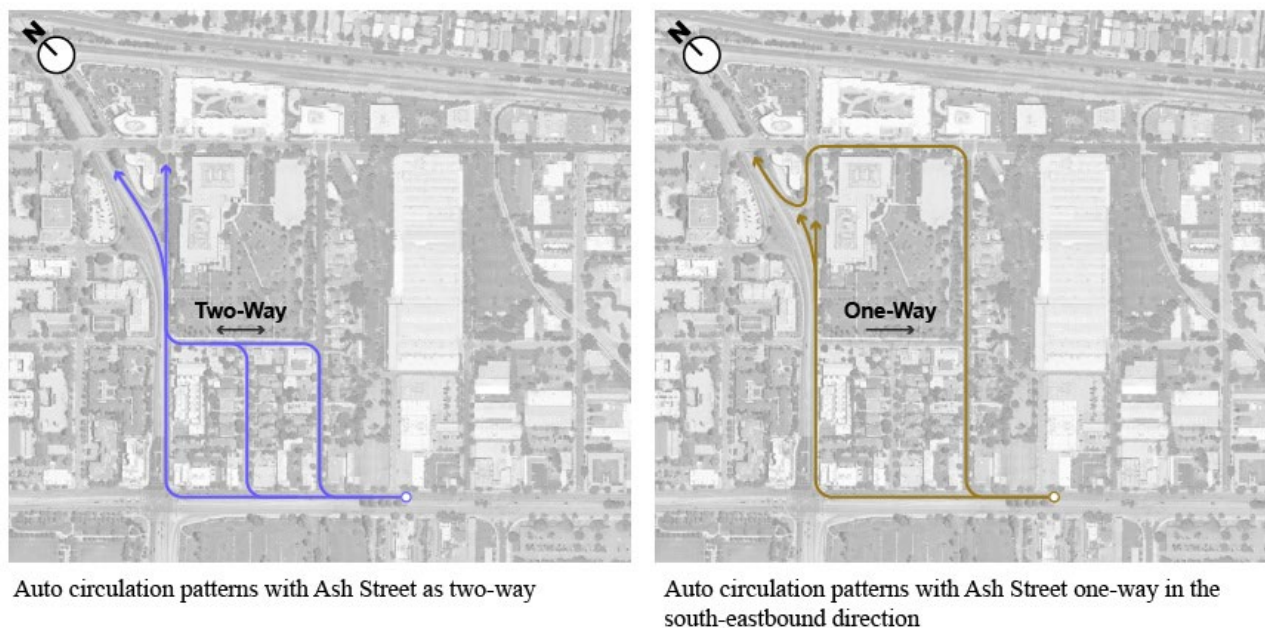 N
N
Two-Way
One-Way
Auto circulation patterns with Ash Street as two-way
Auto circulation patterns with Ash Street one-way in the
south-eastbound direction